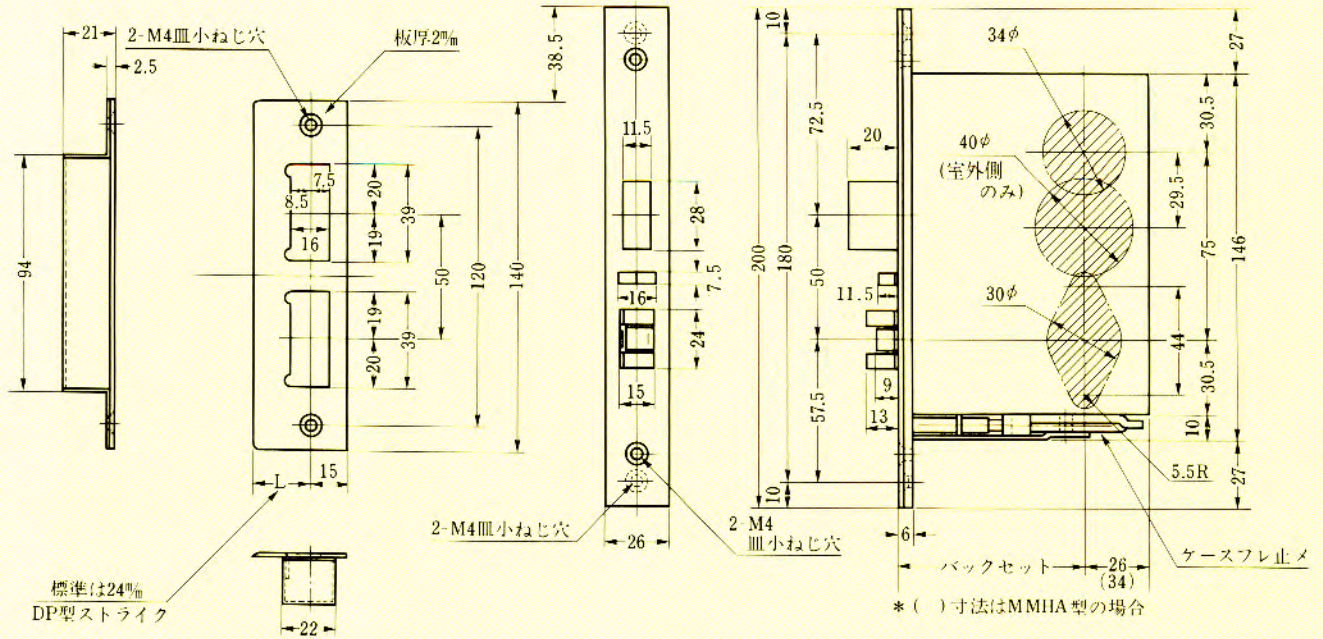 21
2-M4皿小ねじ穴
板厚2㎜
2.5
94
7.5
8.5
16
20
19
39
50
19
20
39
120
140
L
15
標準は24㎜
DP型ストライク
22
38.5
11.5
28
7.5
16
24
15
2-M4皿小ねじ穴
26
2-M4
皿小ねじ穴
10
72.5
200
180
50
57.5
10
20
11.5
9
13
6
34φ
40φ
(室外側
のみ)
30φ
27
30.5
29.5
75
146
44
30.5
10
27
5.5R
バックセット
26
(34)
ケースフレ止メ
*( )寸法はMMHA型の場合